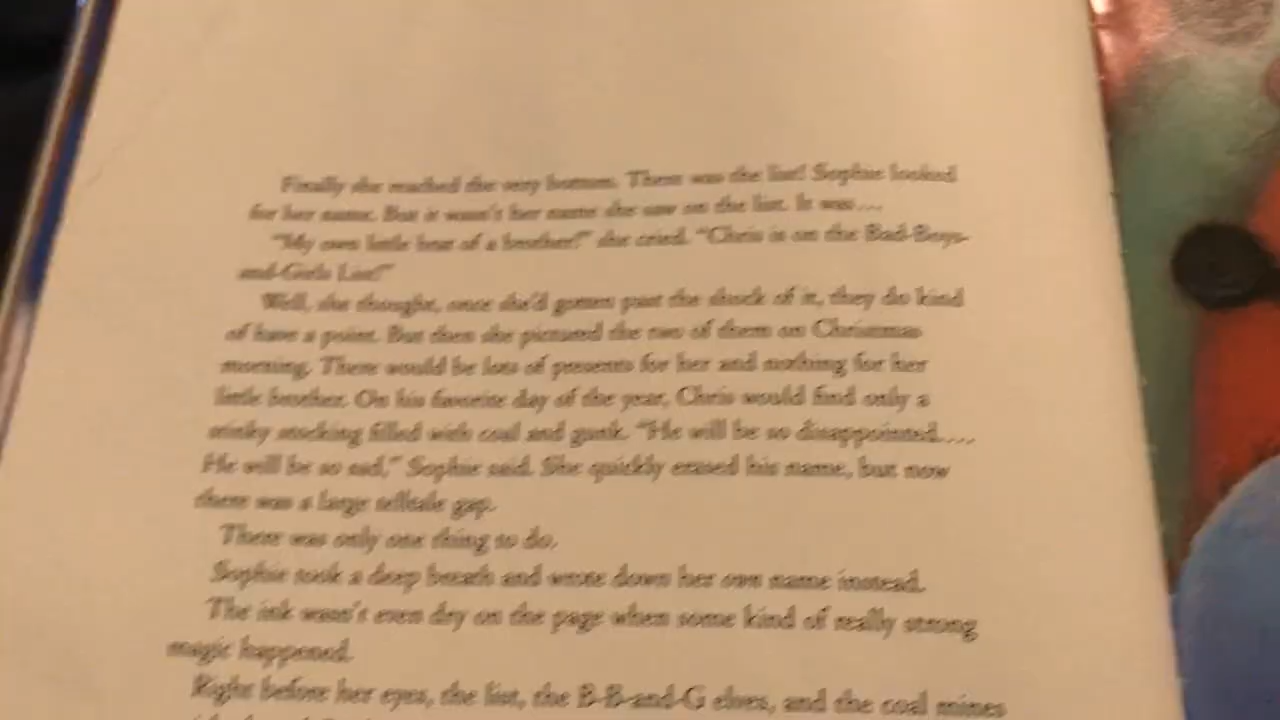 Finally she reached the very bottom. There was the list! Sophie looked
for her name. But it wasn't her name she saw on the list. It was...
"My own little bear of a brother!" she cried. "Chris is on the Bad-Boys-
and-Girls List!"
Well, she thought, once she'd gotten past the shock of it, they do kind
of have a point. But then she pictured the two of them on Christmas
morning. There would be lots of presents for her and nothing for her
little brother. On his favorite day of the year, Chris would find only a
stinky stocking filled with coal and gunk. "He will be so disappointed....
He will be so sad," Sophie said. She quickly erased his name, but now
there was a large telltale gap.
There was only one thing to do.
Sophie took a deep breath and wrote down her own name instead.
The ink wasn't even dry on the page when some kind of really strong
magic happened.
Right before her eyes, the list, the B-B-and-G elves, and the coal mines